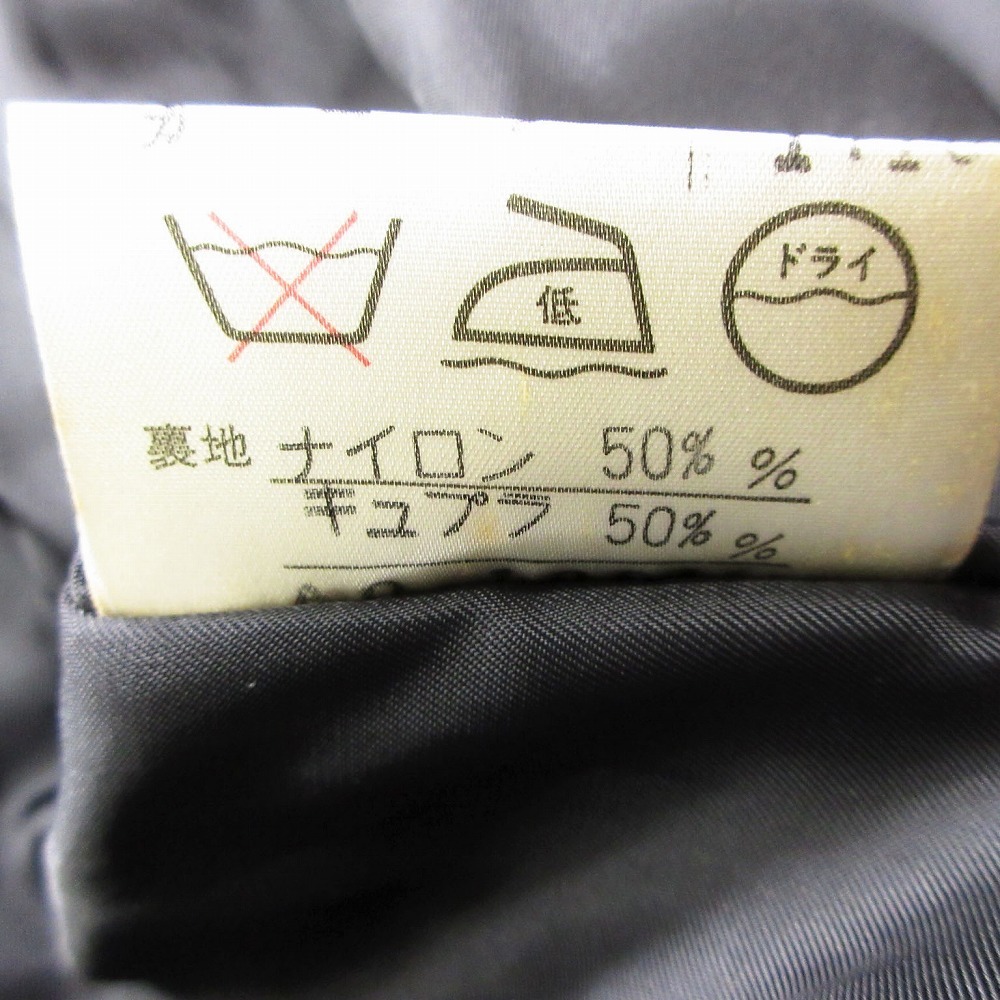 低
ドライ
裏地 ナイロン 50% %
キュプラ 50% %